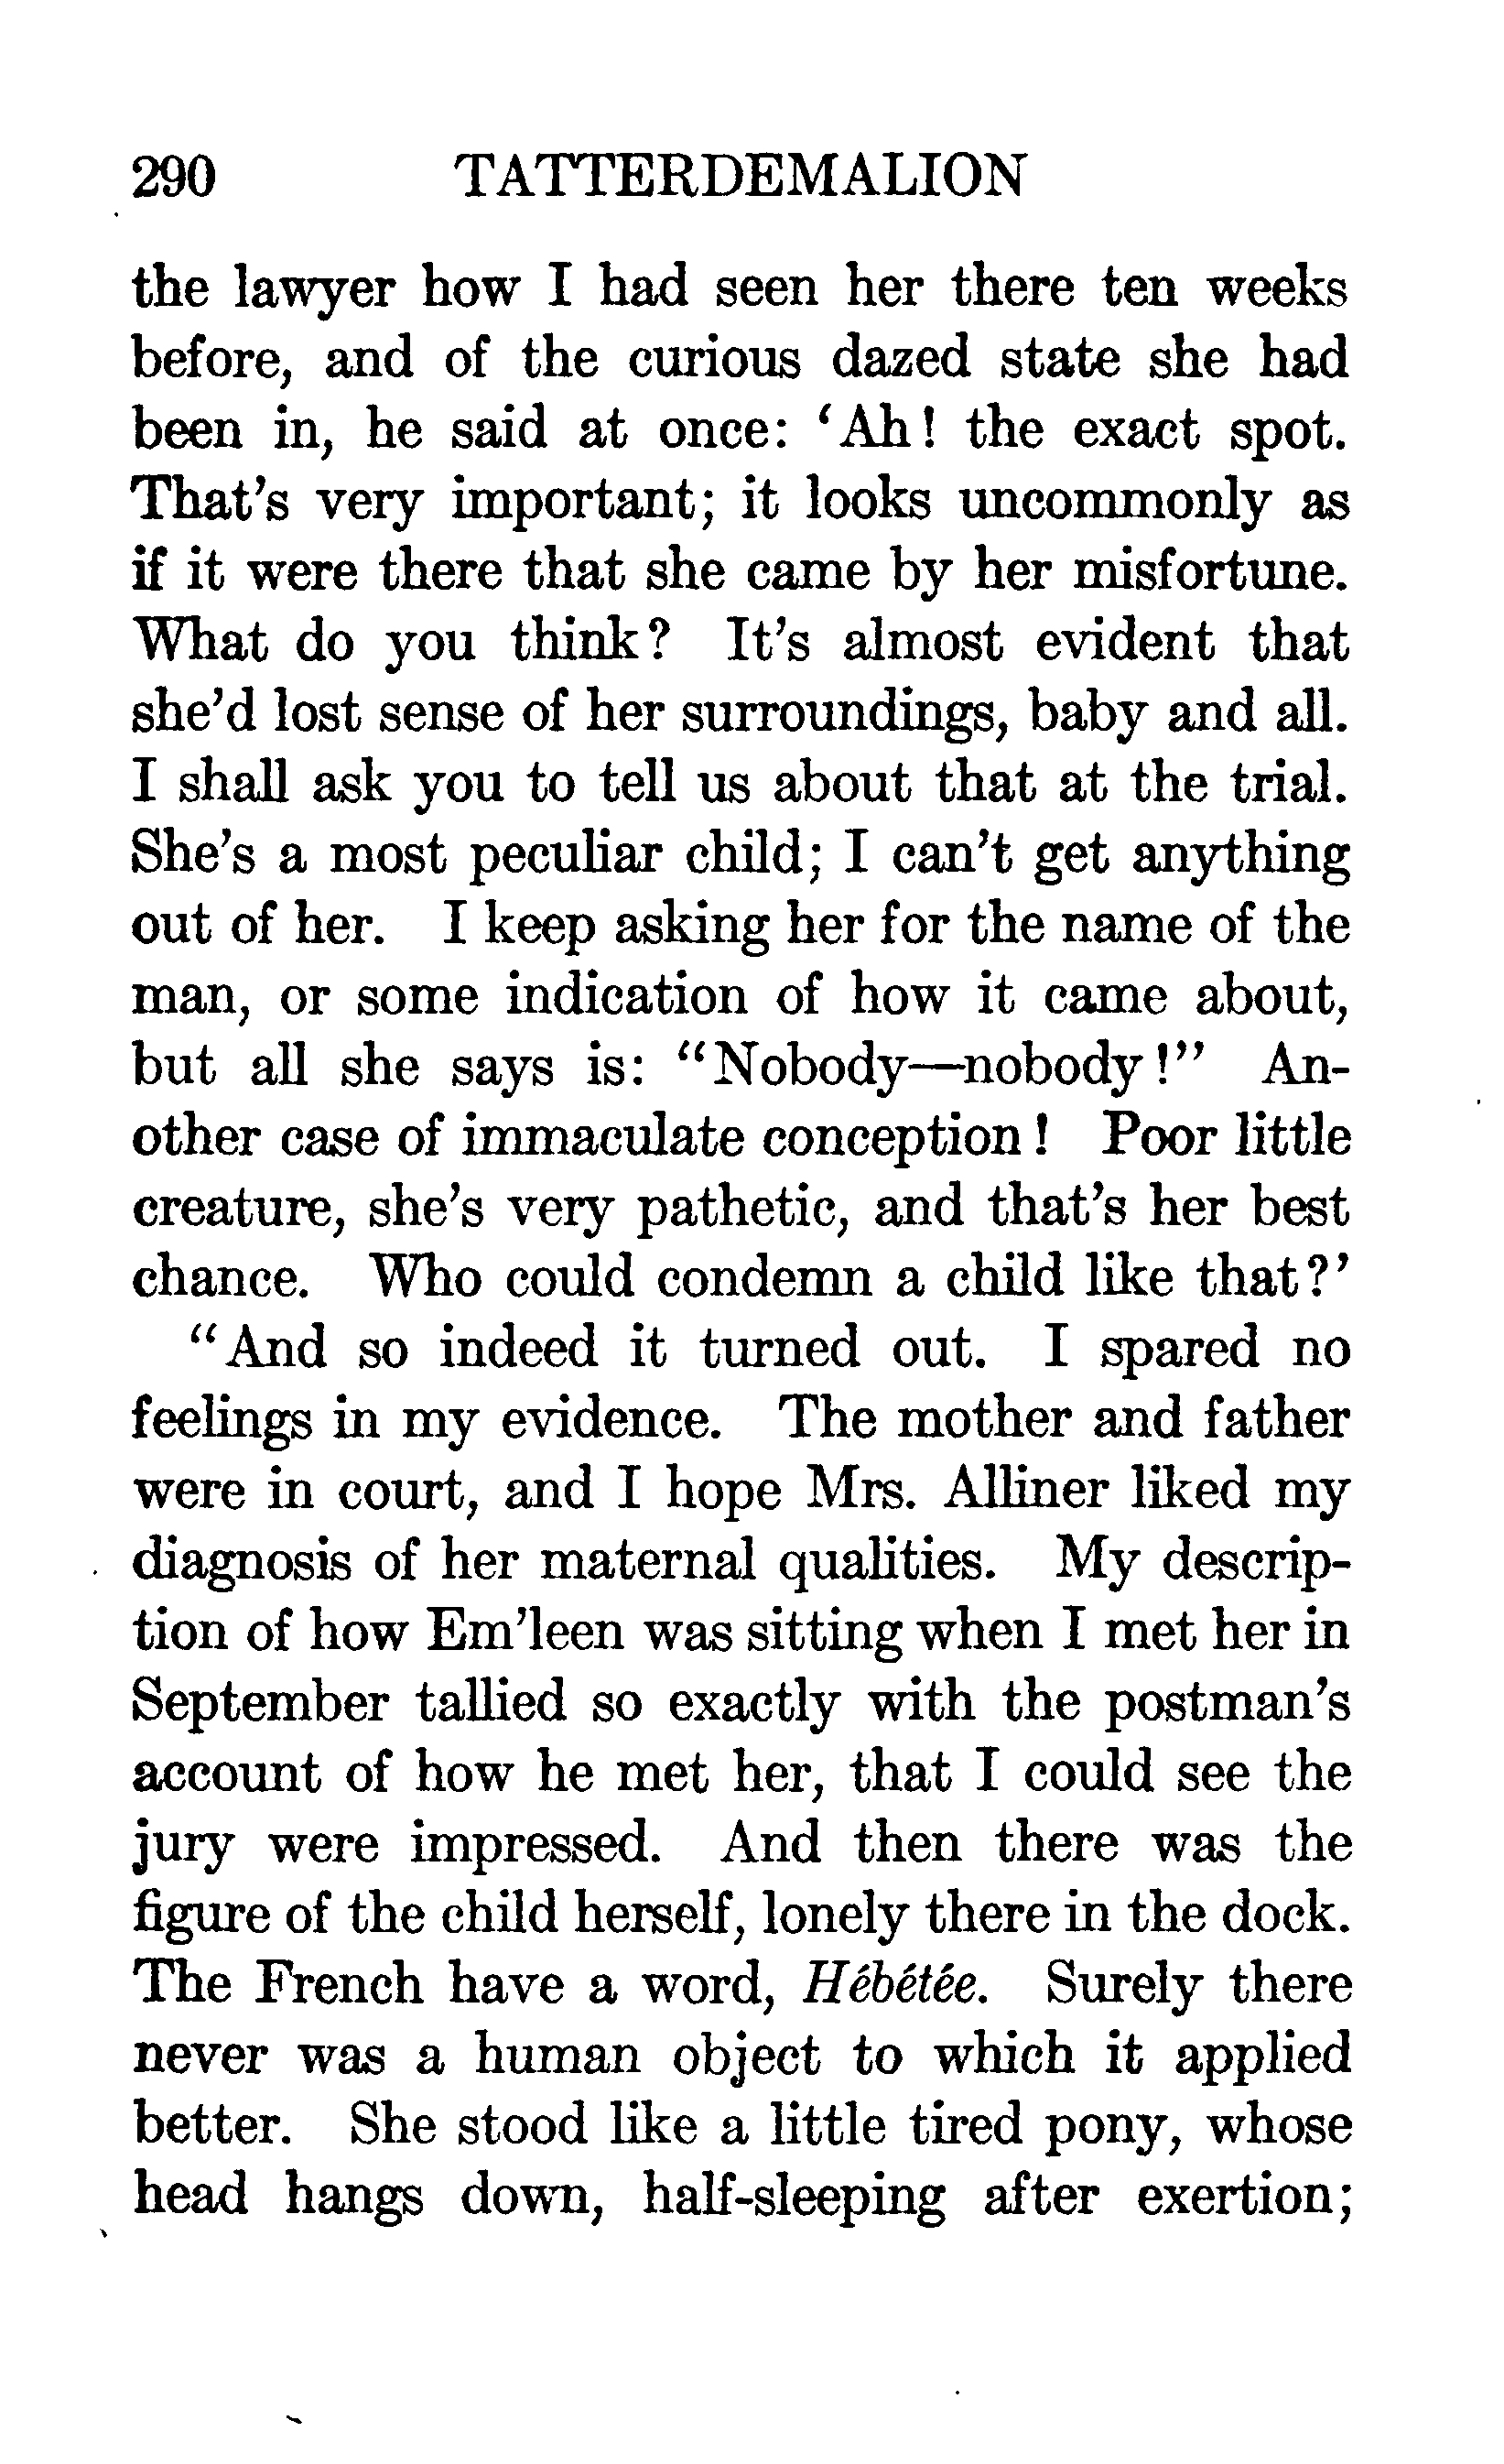 290 TATTERDEMALION
the lawyer how I had seen her there ten weeks
before, and of the curious dazed state she had
been in, he said at once: ‘Ah! the exact spot.
That’s very important; it looks uncommonly as
if it were there that she came by her misfortune.
What do you think? It’s almost evident that
she’d lost sense of her surroundings, baby and all.
I shall ask you to tell us about that at the trial.
She’s a most peculiar child; I can’t get anything
out of her. I keep asking her for the name of the
man, or some indication of how it came about,
but all she says is: “Nobody—nobody!” An-
other case of immaculate conception! Poor little
creature, she’s very pathetic, and that’s her best
chance. Who could condemn a child like that?’
“And so indeed it turned out. I spared no
feelings in my evidence. The mother and father
were in court, and I hope Mrs. Alliner liked my
diagnosis of her maternal qualities. My descrip-
tion of how Em’leen was sitting when I met her in
September tallied so exactly with the postman’s
account of how he met her, that I could see the
jury were impressed. And then there was the
figure of the child herself, lonely there in the dock.
The French have a word, Hébétée. Surely there
never was a human object to which it applied
better. She stood like a little tired pony, whose
head hangs down, half-sleeping after exertion;